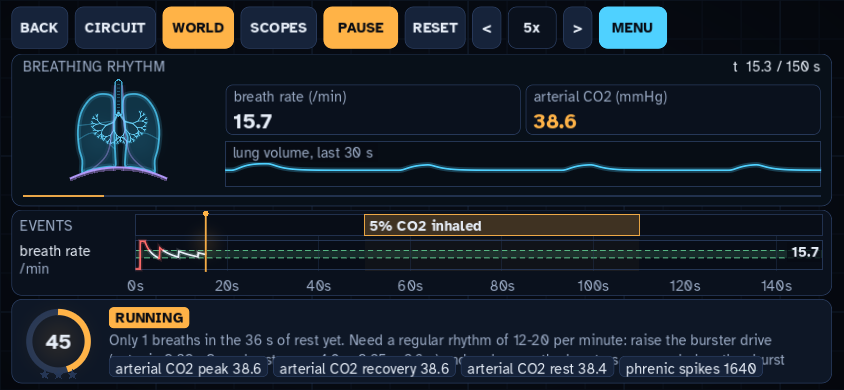 BACK CIRCUIT WORLD SCOPES PAUSE RESET < 5x > MENU
BREATHING RHYTHM t 15.3 / 150 s
breath rate (/min) arterial CO2 (mmHg)
15.7 38.6
lung volume, last 30 s
EVENTS 5% CO2 inhaled
breath rate 15.7
/min
0s 20s 40s 60s 80s 100s 120s 140s
RUNNING
45 Only 1 breaths in the 36 s of rest yet. Need a regular rhythm of 12-20 per minute: raise the burster drive
arterial CO2 peak 38.6 arterial CO2 recovery 38.6 arterial CO2 rest 38.4 phrenic spikes 1640